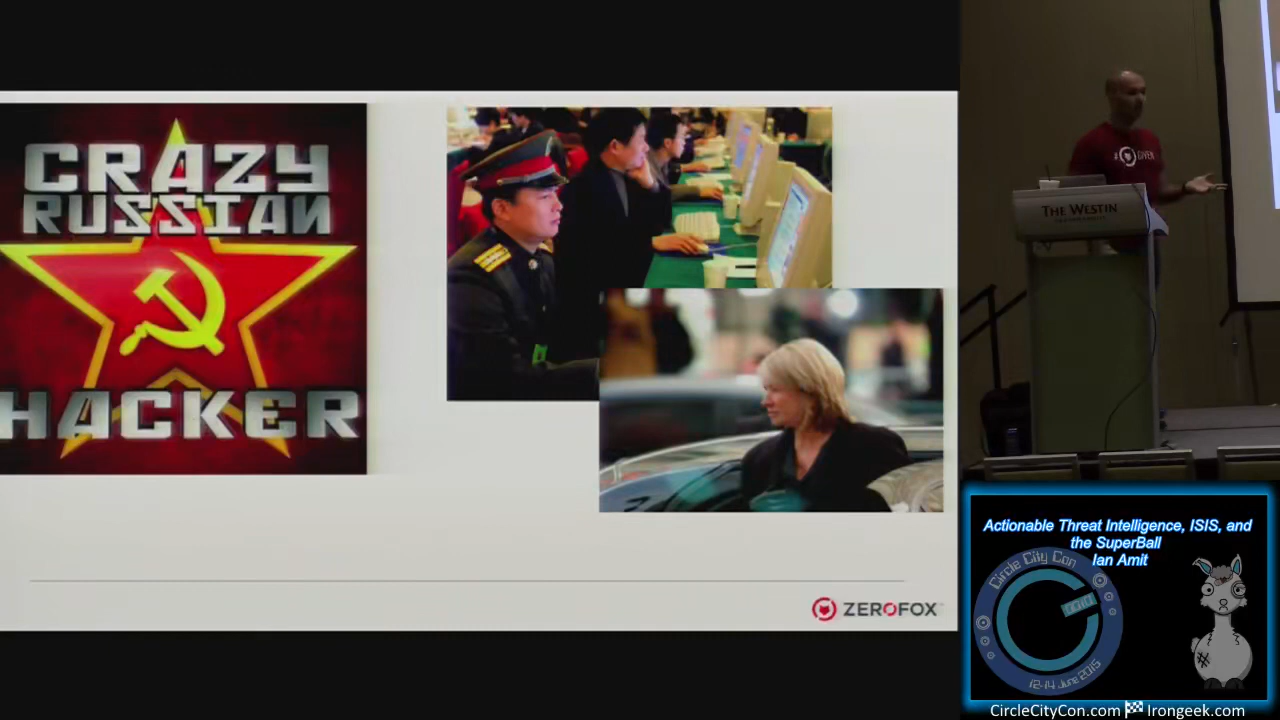 CRAZY
RUSSIAN
HACKER
ZEROFOX
THE WESTIN
Actionable Threat Intelligence, ISIS, and
the SuperBall
Ian Amit
Circle City Con
12-14 June 2015
CircleCityCon.com Irongeek.com